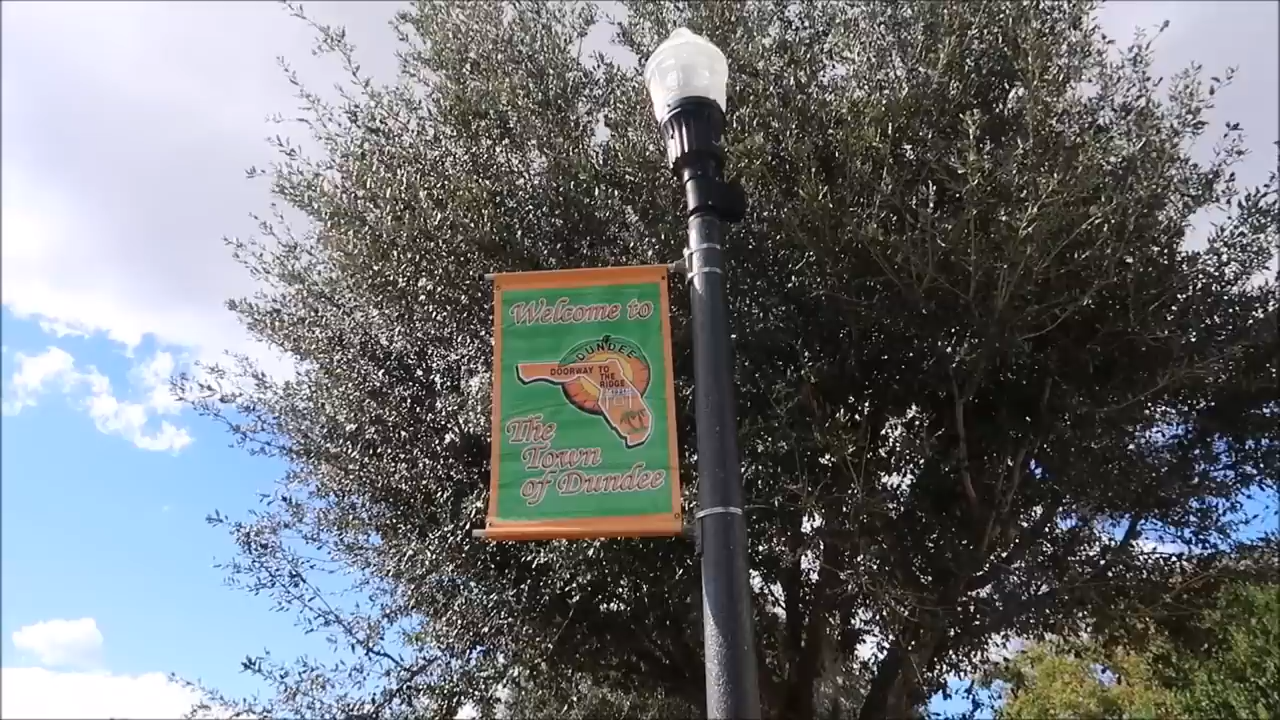 Welcome to
DUNDEE
DOORWAY TO
THE
RIDGE
The
Town
of Dundee